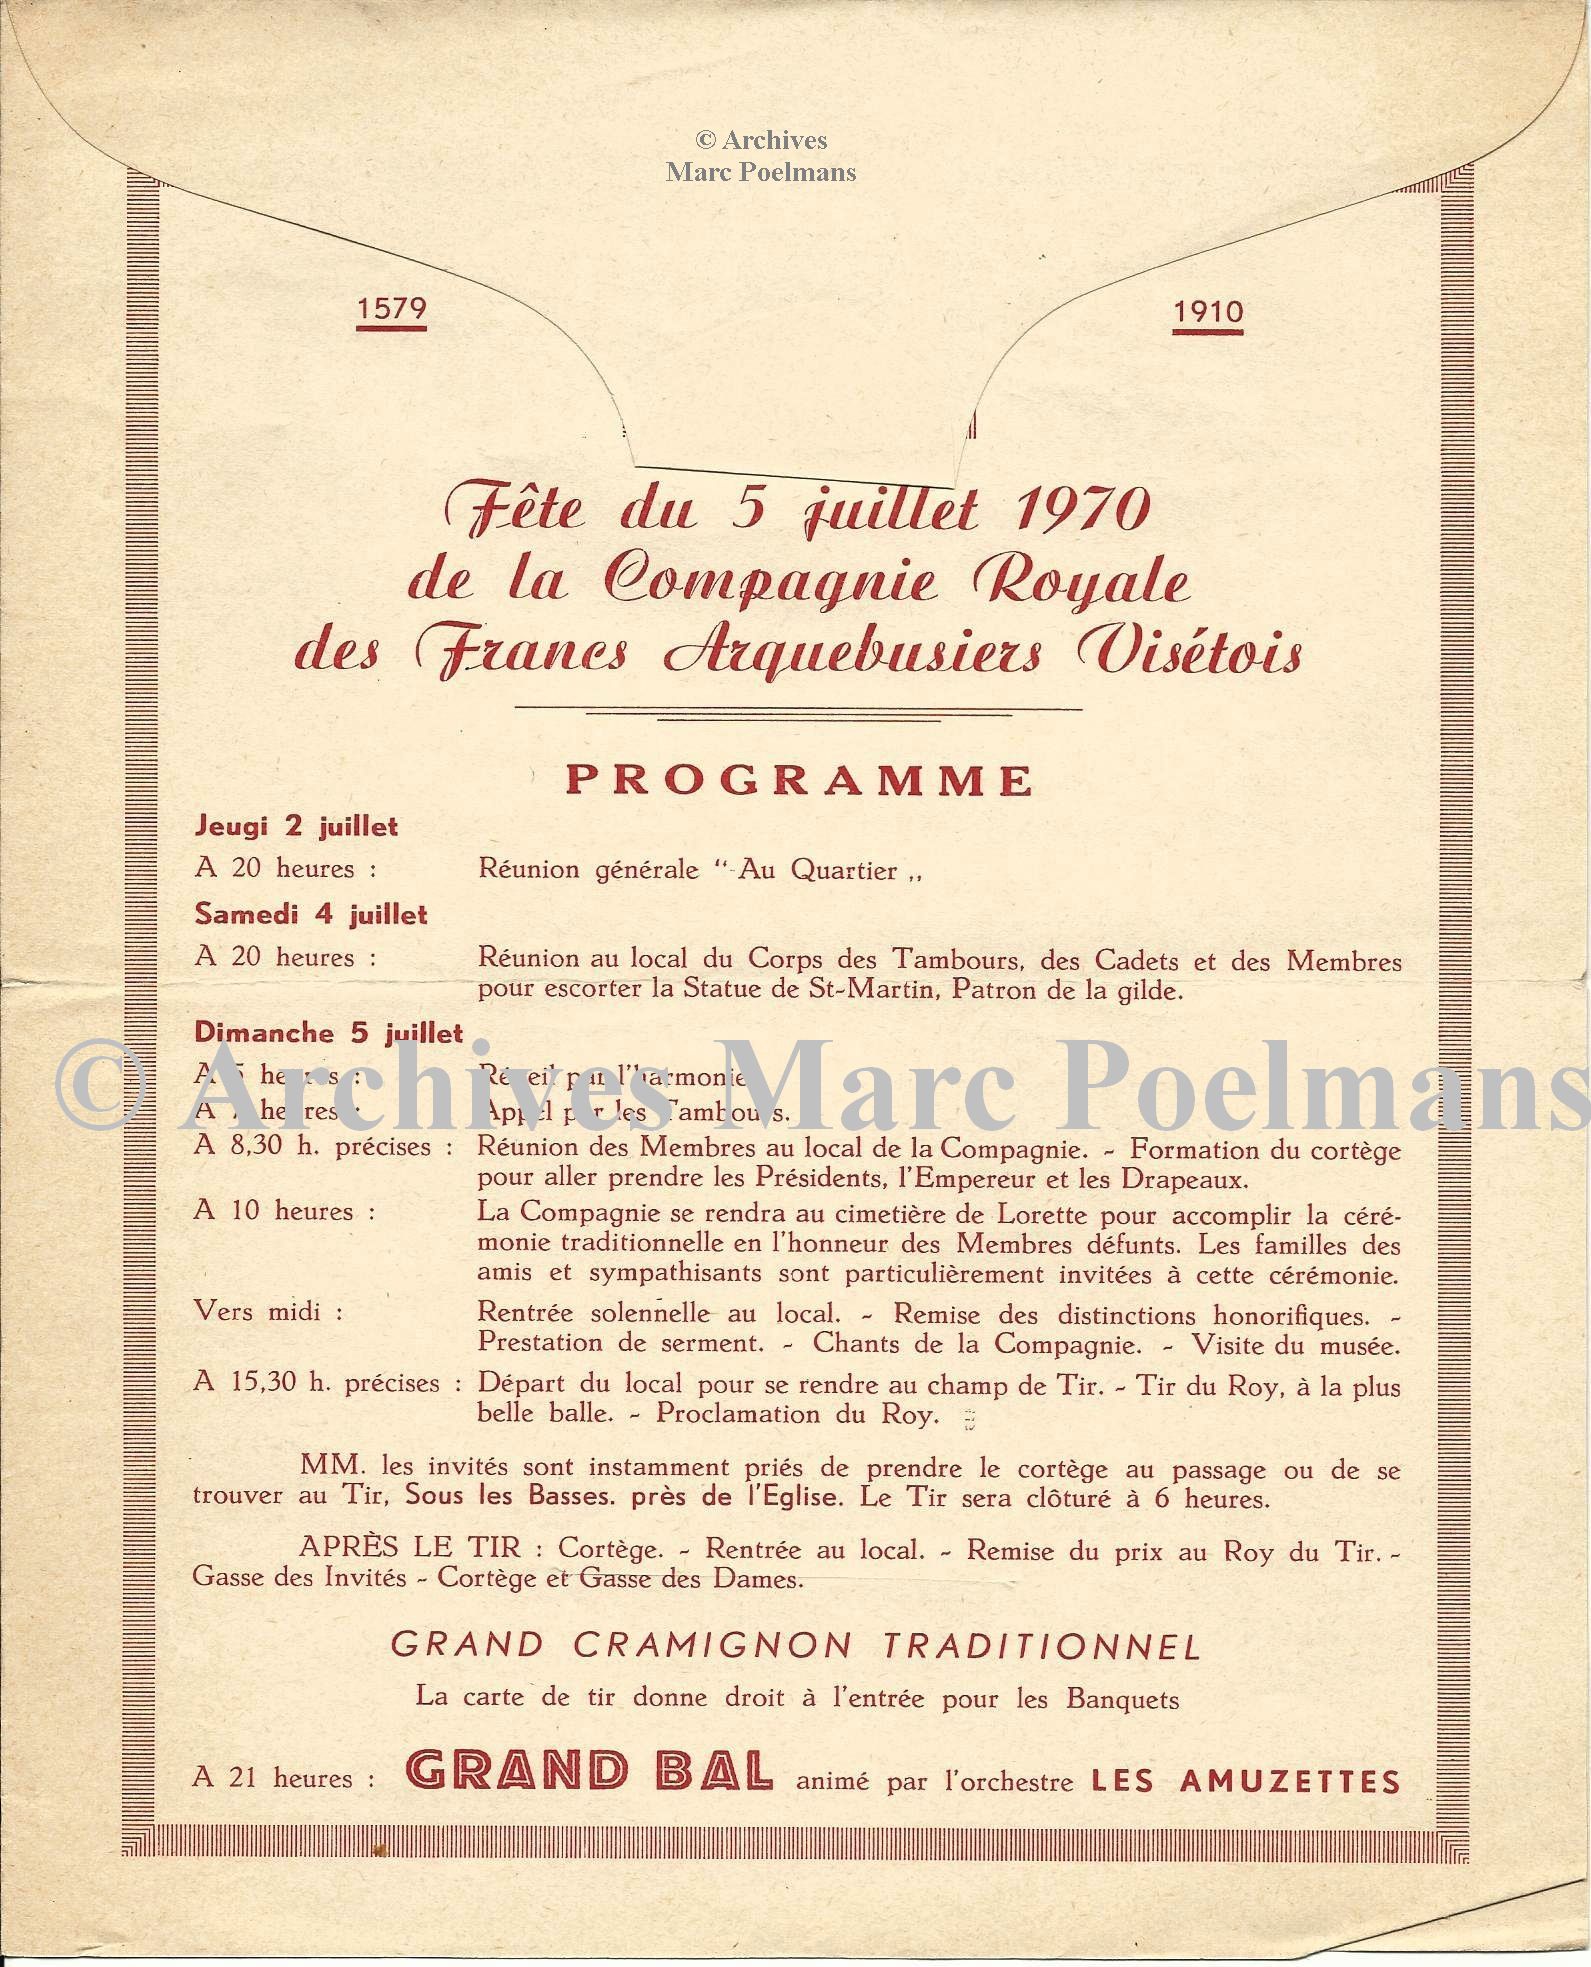 © Archives
Marc Poelmans
1579
1910
Fête du 5 juillet 1970
de la Compagnie Royale
des Francs Arquebusiers Visétois
PROGRAMME
Jeugi 2 juillet
A 20 heures : Réunion générale “ Au Quartier „
Samedi 4 juillet
A 20 heures : Réunion au local du Corps des Tambours, des Cadets et des Membres
pour escorter la Statue de St-Martin, Patron de la gilde.
Dimanche 5 juillet
A 5 heures : Réveil par l'harmonie
A 7 heures : Appel par les Tambours.
© Archives Marc Poelmans
A 8,30 h. précises : Réunion des Membres au local de la Compagnie. - Formation du cortège
pour aller prendre les Présidents, l'Empereur et les Drapeaux.
A 10 heures : La Compagnie se rendra au cimetière de Lorette pour accomplir la céré-
monie traditionnelle en l'honneur des Membres défunts. Les familles des
amis et sympathisants sont particulièrement invitées à cette cérémonie.
Vers midi : Rentrée solennelle au local. - Remise des distinctions honorifiques. -
Prestation de serment. - Chants de la Compagnie. - Visite du musée.
A 15,30 h. précises : Départ du local pour se rendre au champ de Tir. - Tir du Roy, à la plus
belle balle. - Proclamation du Roy.
MM. les invités sont instamment priés de prendre le cortège au passage ou de se
trouver au Tir, Sous les Basses. près de l'Eglise. Le Tir sera clôturé à 6 heures.
APRÈS LE TIR : Cortège. - Rentrée au local. - Remise du prix au Roy du Tir. -
Gasse des Invités - Cortège et Gasse des Dames.
GRAND CRAMIGNON TRADITIONNEL
La carte de tir donne droit à l'entrée pour les Banquets
A 21 heures : GRAND BAL animé par l'orchestre LES AMUZETTES